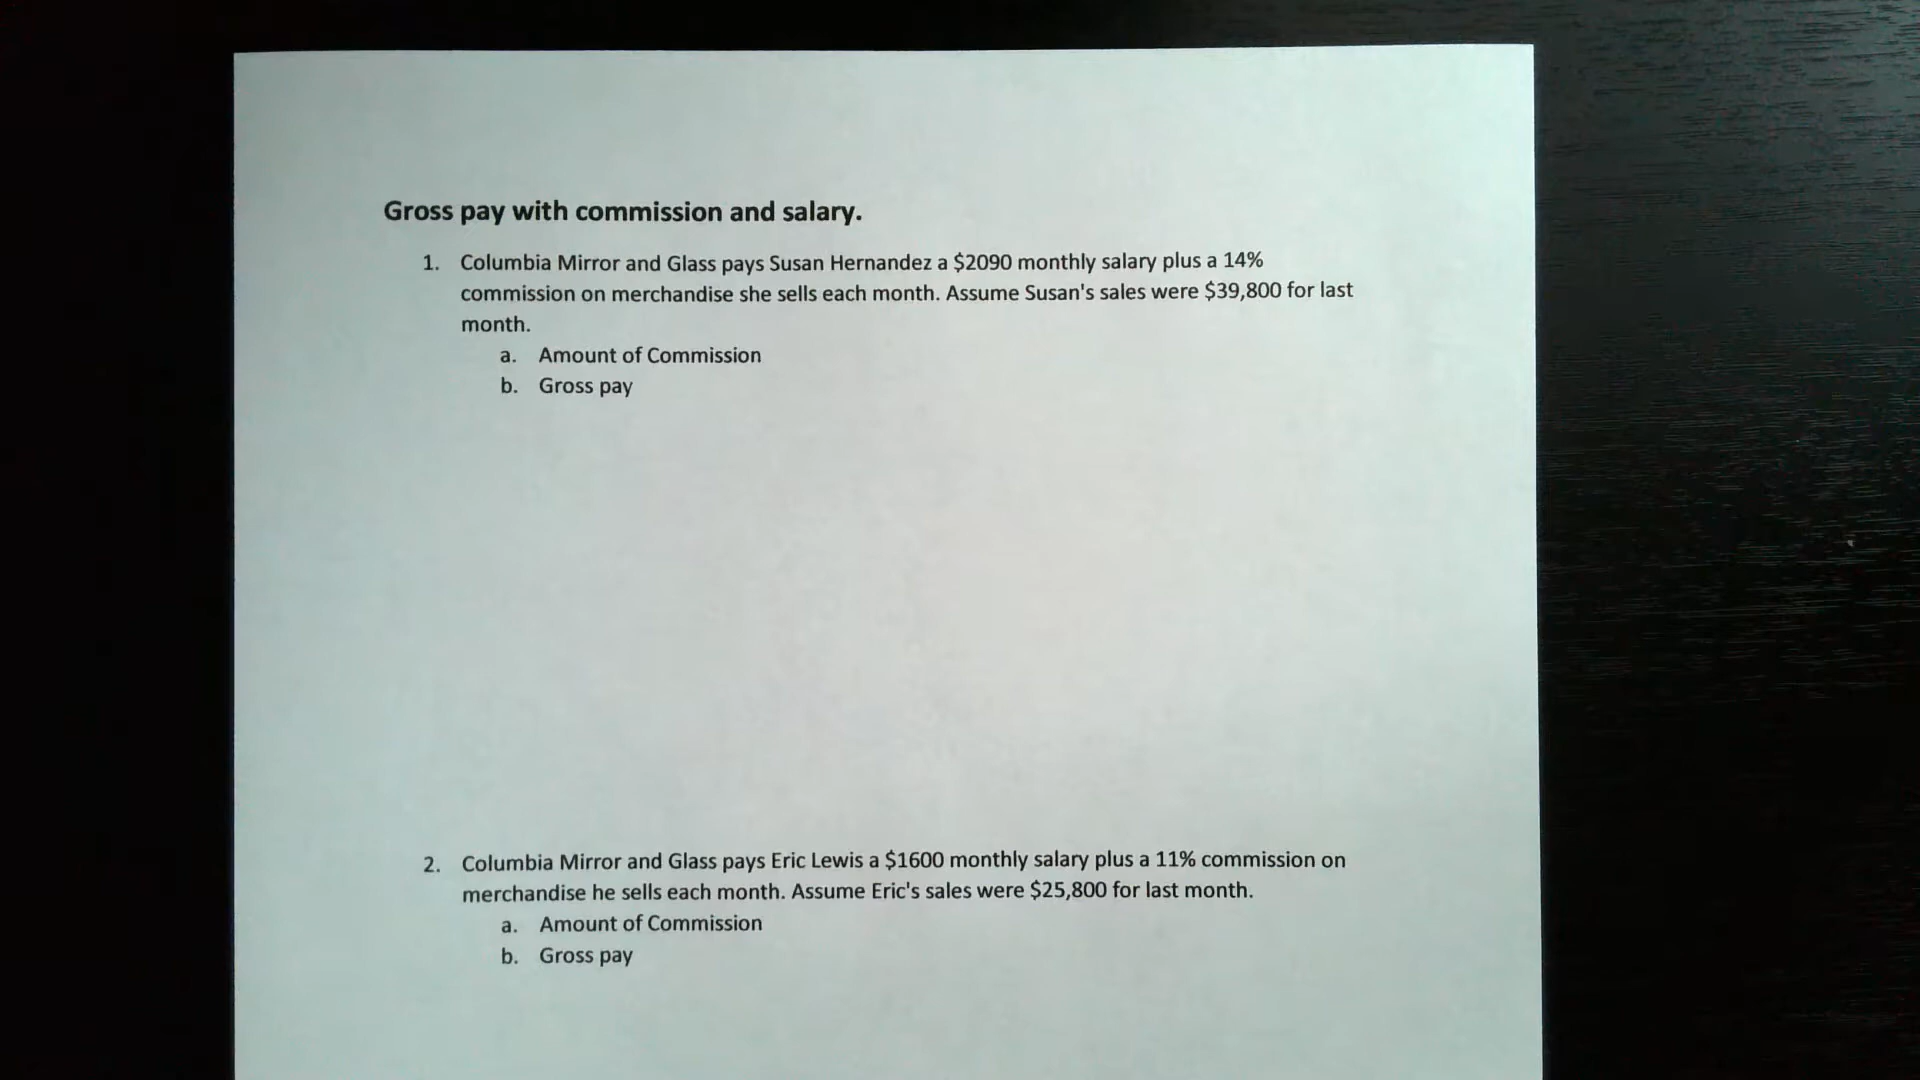 Gross pay with commission and salary.
1. Columbia Mirror and Glass pays Susan Hernandez a $2090 monthly salary plus a 14%
commission on merchandise she sells each month. Assume Susan's sales were $39,800 for last
month.
a. Amount of Commission
b. Gross pay
2. Columbia Mirror and Glass pays Eric Lewis a $1600 monthly salary plus a 11% commission on
merchandise he sells each month. Assume Eric's sales were $25,800 for last month.
a. Amount of Commission
b. Gross pay